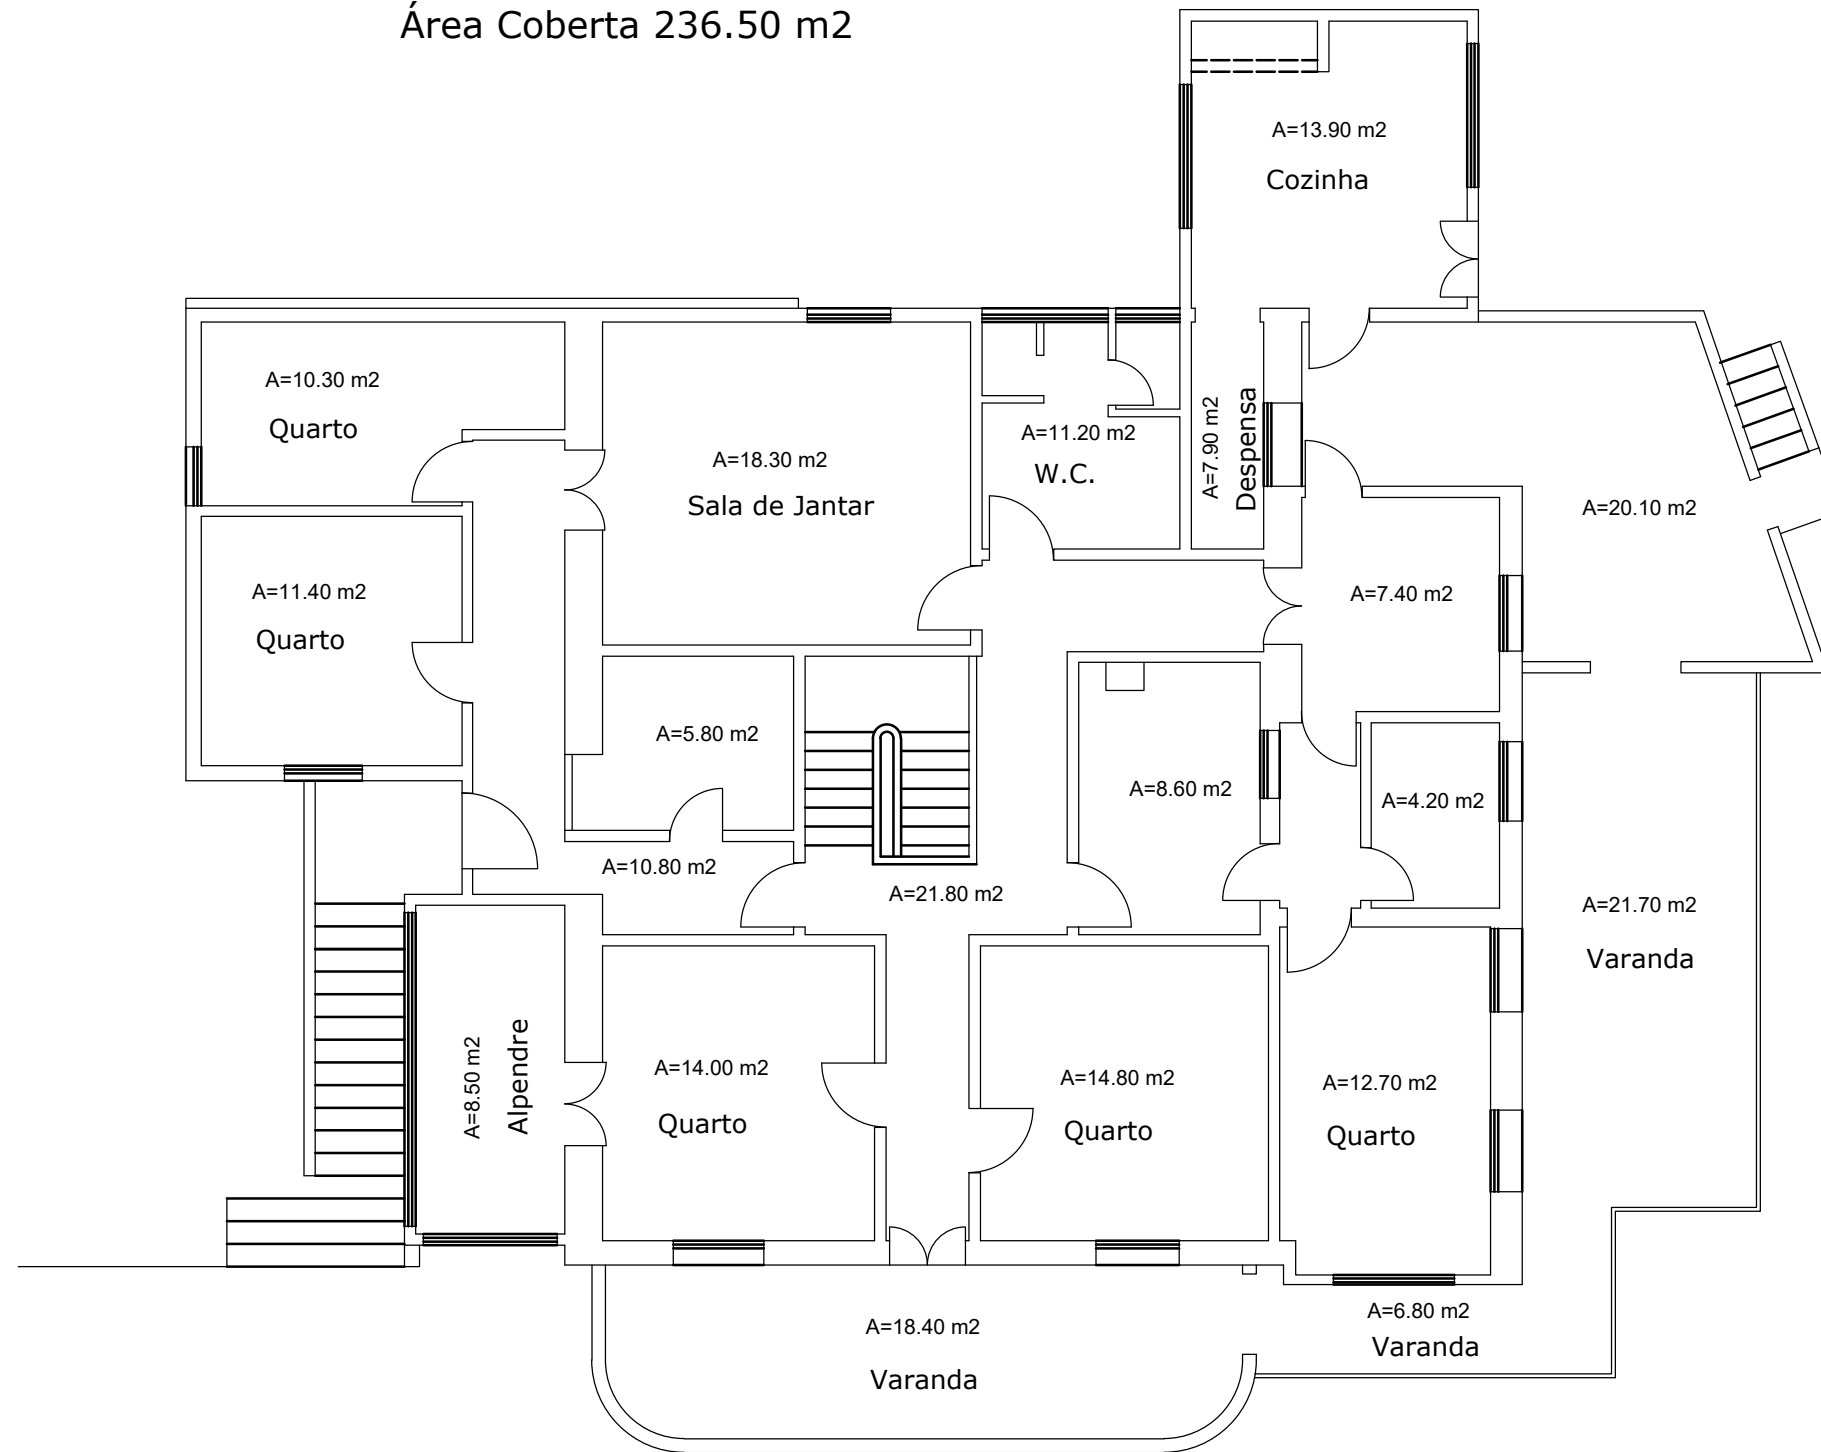 Área Coberta 236.50 m2
A=13.90 m2
Cozinha
A=10.30 m2
Quarto
A=18.30 m2
Sala de Jantar
A=11.20 m2
W.C.
A=7.90 m2
Despensa
A=20.10 m2
A=11.40 m2
Quarto
A=7.40 m2
A=5.80 m2
A=8.60 m2
A=4.20 m2
A=10.80 m2
A=21.80 m2
A=21.70 m2
Varanda
A=8.50 m2
Alpendre
A=14.00 m2
Quarto
A=14.80 m2
Quarto
A=12.70 m2
Quarto
A=18.40 m2
Varanda
A=6.80 m2
Varanda